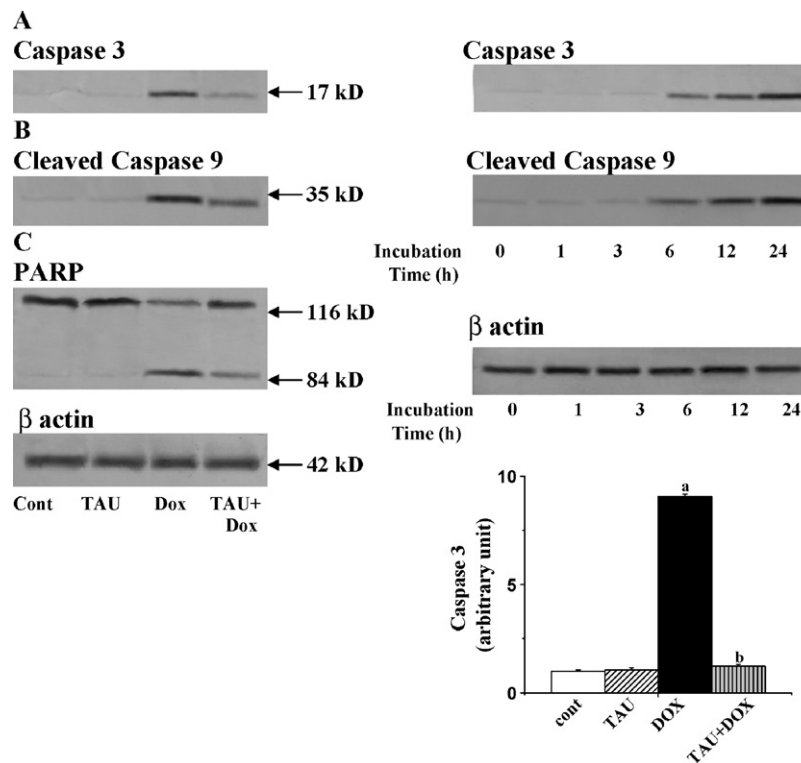 A
Caspase 3
17 kD
B
Cleaved Caspase 9
35 kD
C
PARP
116 kD
84 kD
β actin
42 kD
Cont TAU Dox TAU+
Dox
Caspase 3
Cleaved Caspase 9
Incubation 0 1 3 6 12 24
Time (h)
β actin
Incubation 0 1 3 6 12 24
Time (h)
10
5
0
Caspase 3
(arbitrary unit)
a
b
cont TAU DOX TAU+DOX